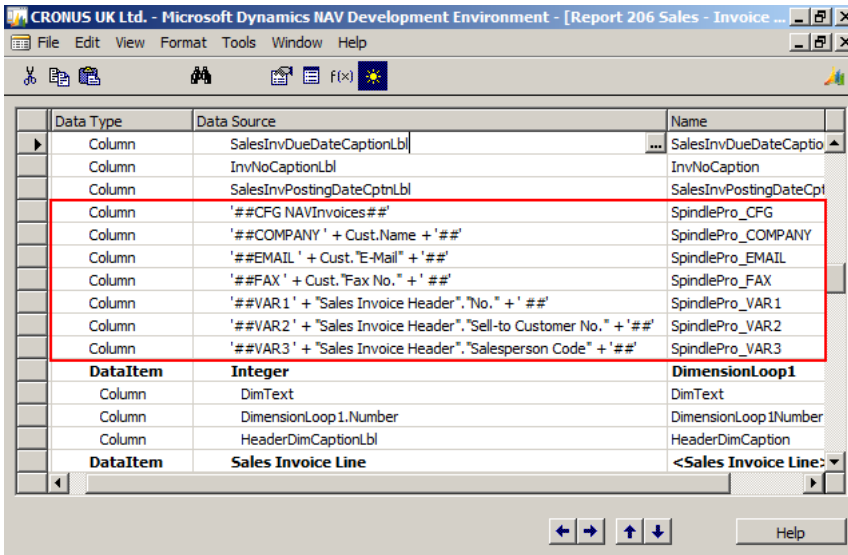 CRONUS UK Ltd. - Microsoft Dynamics NAV Development Environment - [Report 206 Sales - Invoice ...
File Edit View Format Tools Window Help
f(x)
Data Type Data Source Name
Column SalesInvDueDateCaptionLbl ... SalesInvDueDateCaptio
Column InvNoCaptionLbl InvNoCaption
Column SalesInvPostingDateCptnLbl SalesInvPostingDateCpt
Column '##CFG NAVInvoices##' SpindlePro_CFG
Column '##COMPANY ' + Cust.Name +'##' SpindlePro_COMPANY
Column '##EMAIL ' + Cust."E-Mail" +'##' SpindlePro_EMAIL
Column '##FAX ' + Cust."Fax No." +' ##' SpindlePro_FAX
Column '##VAR1' + "Sales Invoice Header"."No." +' ##' SpindlePro_VAR1
Column '##VAR2' + "Sales Invoice Header"."Sell-to Customer No." +'##' SpindlePro_VAR2
Column '##VAR3' + "Sales Invoice Header"."Salesperson Code" +'##' SpindlePro_VAR3
DataItem Integer DimensionLoop1
Column DimText DimText
Column DimensionLoop1.Number DimensionLoop1Number
Column HeaderDimCaptionLbl HeaderDimCaption
DataItem Sales Invoice Line <Sales Invoice Line>
Help